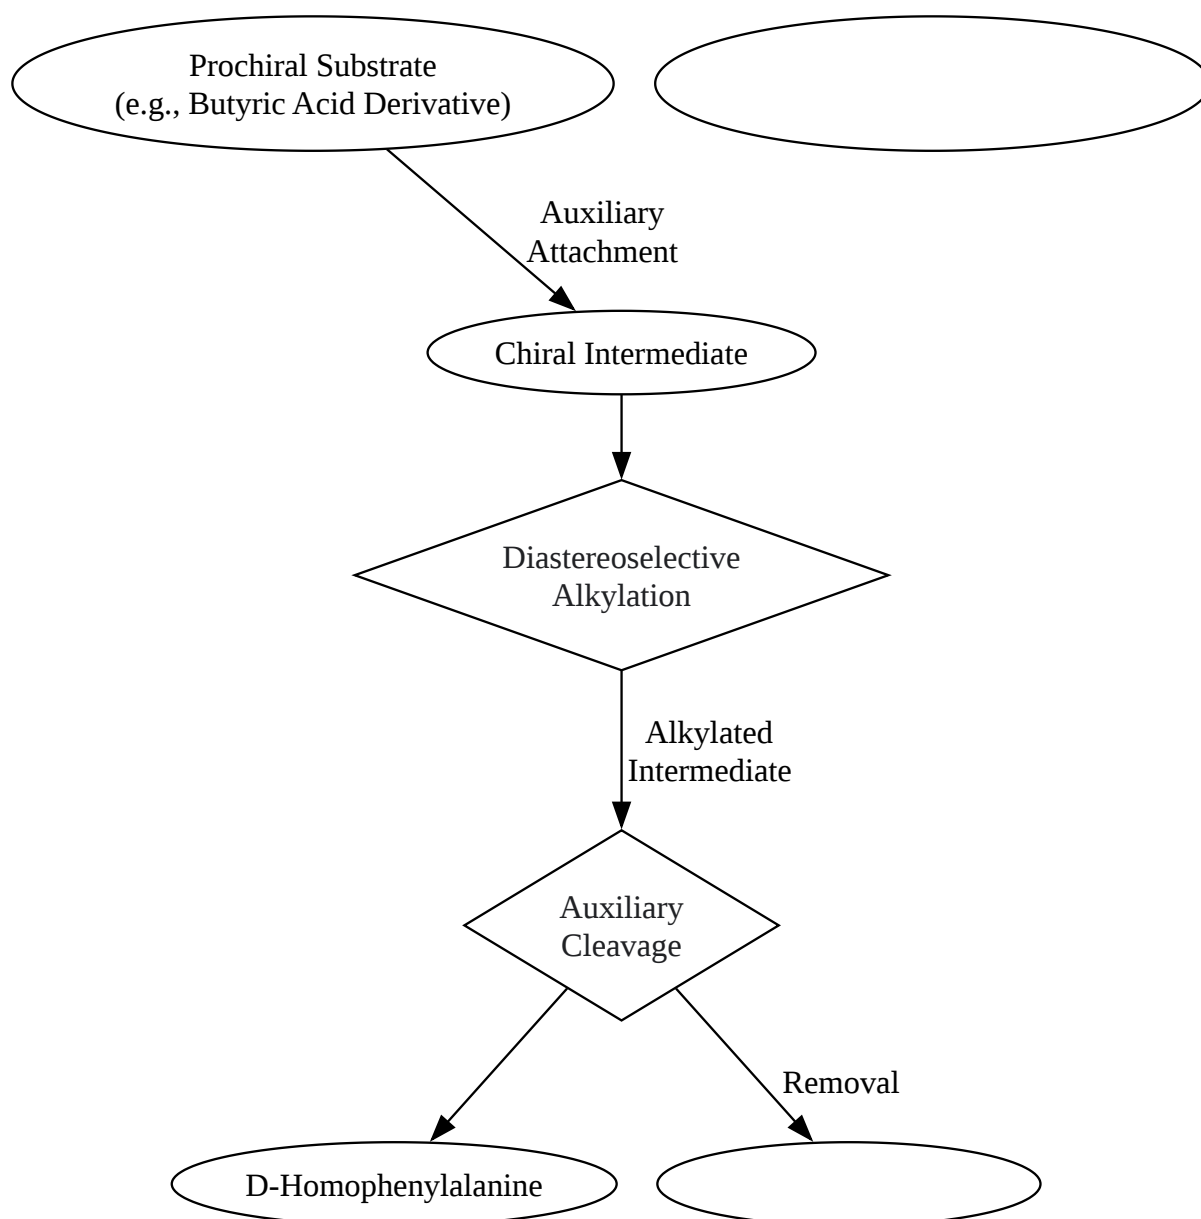 Prochiral Substrate
(e.g., Butyric Acid Derivative)
Auxiliary
Attachment
Chiral Intermediate
Diastereoselective
Alkylation
Alkylated
Intermediate
Auxiliary
Cleavage
Removal
D-Homophenylalanine